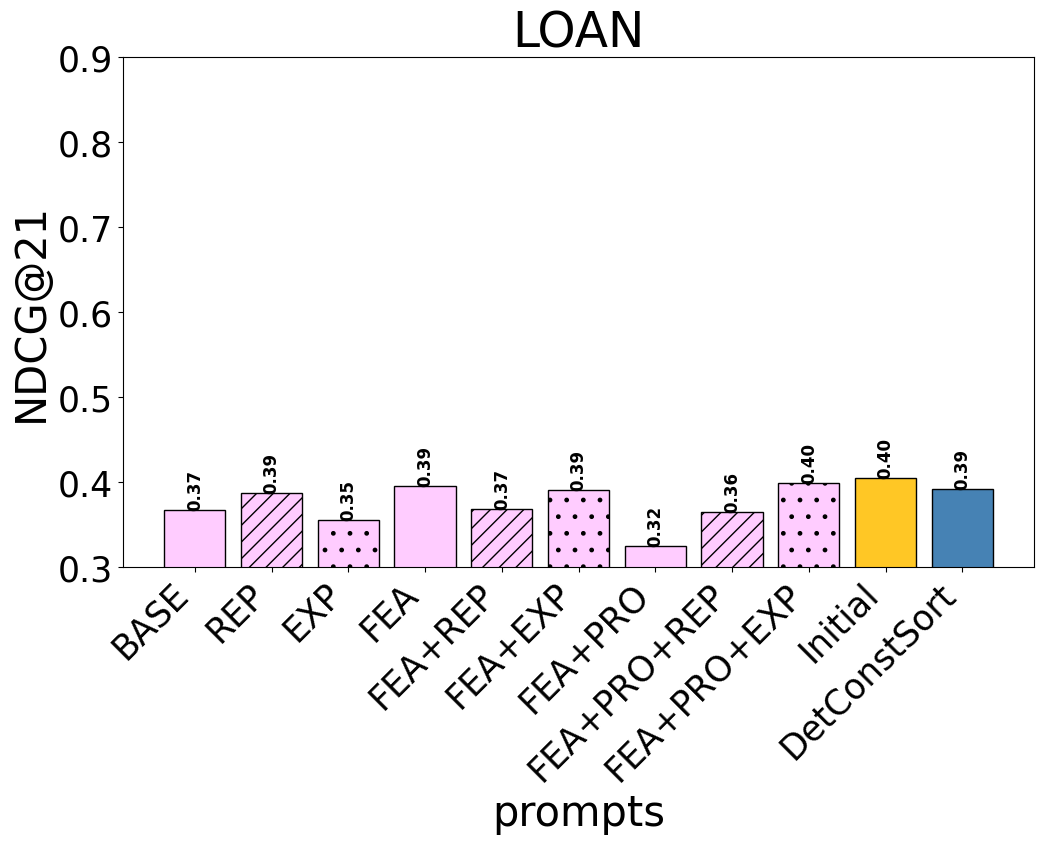 LOAN
NDCG@21
0.9
0.8
0.7
0.6
0.5
0.4
0.3
0.37
0.39
0.35
0.39
0.37
0.39
0.32
0.36
0.40
0.40
0.39
BASE
REP
EXP
FEA
FEA+REP
FEA+EXP
FEA+PRO
FEA+PRO+REP
FEA+PRO+EXP
Initial
DetConstSort
prompts